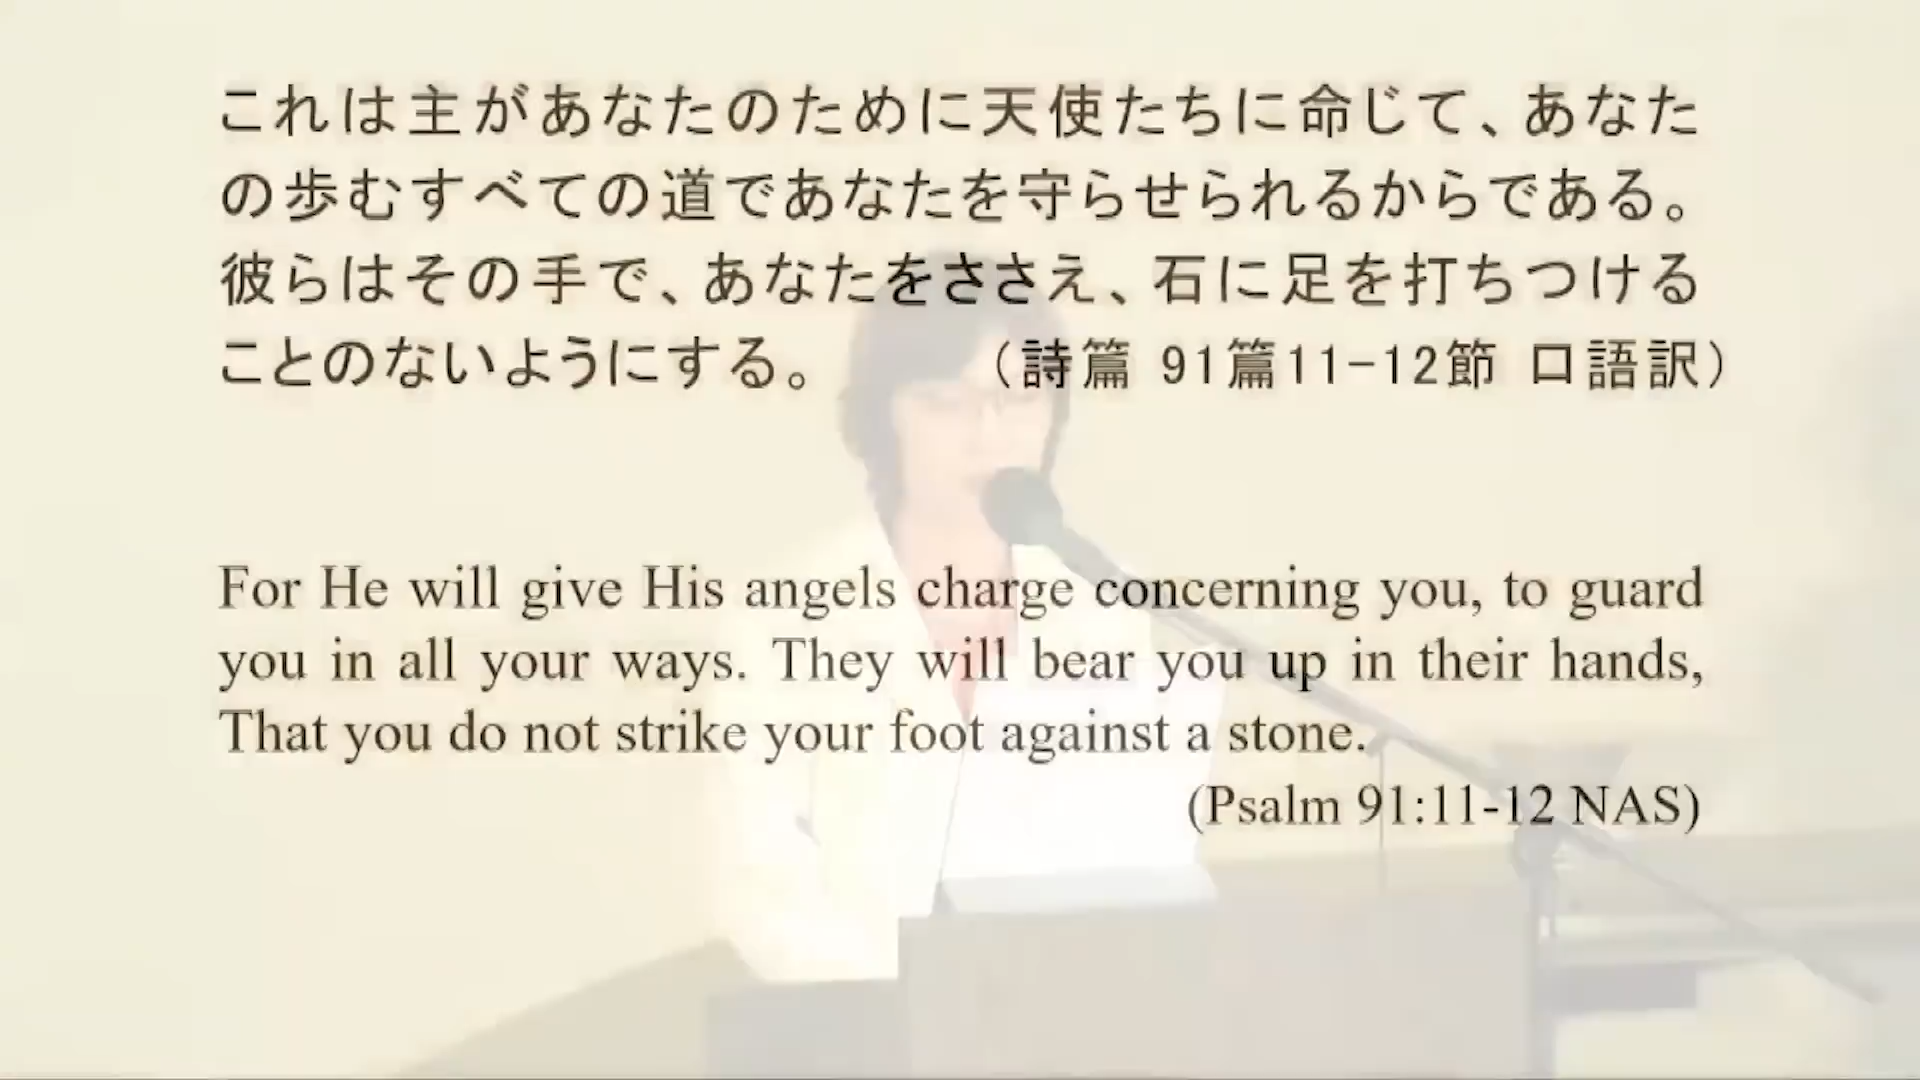 これは主があなたのために天使たちに命じて、あなた
の歩むすべての道であなたを守らせられるからである。
彼らはその手で、あなたをささえ、石に足を打ちつける
ことのないようにする。 （詩篇 91篇11-12節 口語訳）
For He will give His angels charge concerning you, to guard
you in all your ways. They will bear you up in their hands,
That you do not strike your foot against a stone.
(Psalm 91:11-12 NAS)